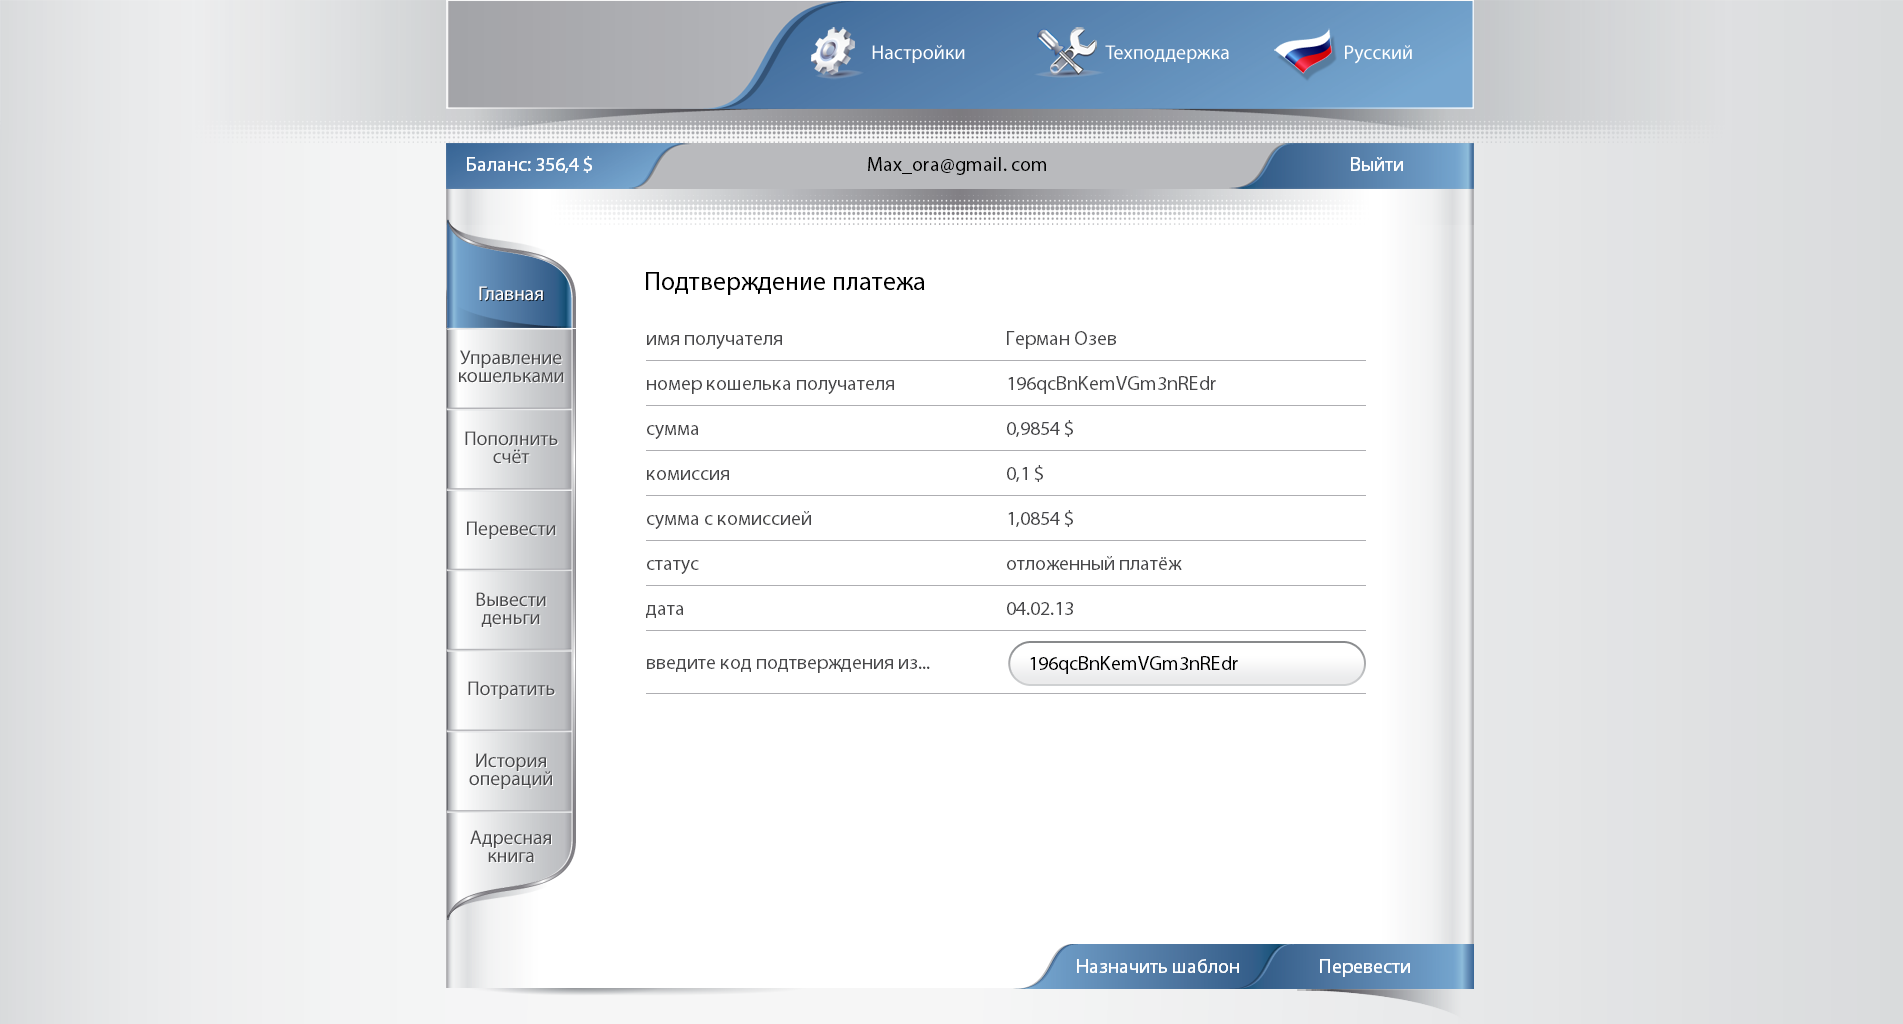 Настройки
Техподдержка
Русский
Баланс: 356,4 $
Max_ora@gmail. com
Выйти
Главная
Управление
кошельками
Пополнить
счёт
Перевести
Вывести
деньги
Потратить
История
операций
Адресная
книга
Подтверждение платежа
имя получателя Герман Озев
номер кошелька получателя 196qcBnKemVGm3nREdr
сумма 0,9854 $
комиссия 0,1 $
сумма с комиссией 1,0854 $
статус отложенный платёж
дата 04.02.13
введите код подтверждения из... 196qcBnKemVGm3nREdr
Назначить шаблон
Перевести